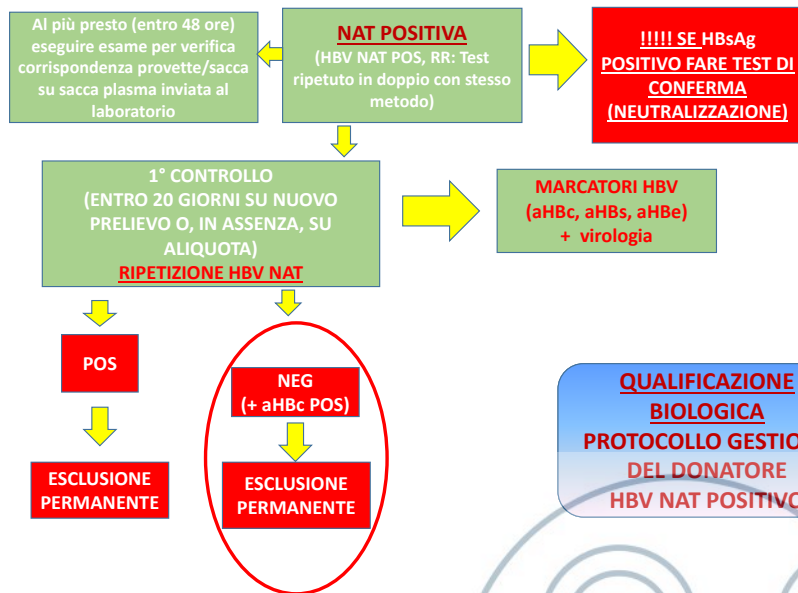 Al più presto (entro 48 ore)
eseguire esame per verifica
corrispondenza provette/sacca
su sacca plasma inviata al
laboratorio
NAT POSITIVA
(HBV NAT POS, RR: Test
ripetuto in doppio con stesso
metodo)
!!!!! SE HBsAg
POSITIVO FARE TEST DI
CONFERMA
(NEUTRALIZZAZIONE)
1° CONTROLLO
(ENTRO 20 GIORNI SU NUOVO
PRELIEVO O, IN ASSENZA, SU
ALIQUOTA)
RIPETIZIONE HBV NAT
MARCATORI HBV
(aHBc, aHBs, aHBe)
+ virologia
POS
NEG
(+ aHBc POS)
ESCLUSIONE
PERMANENTE
ESCLUSIONE
PERMANENTE
QUALIFICAZIONE
BIOLOGICA
PROTOCOLLO GESTIO
DEL DONATORE
HBV NAT POSITIVO